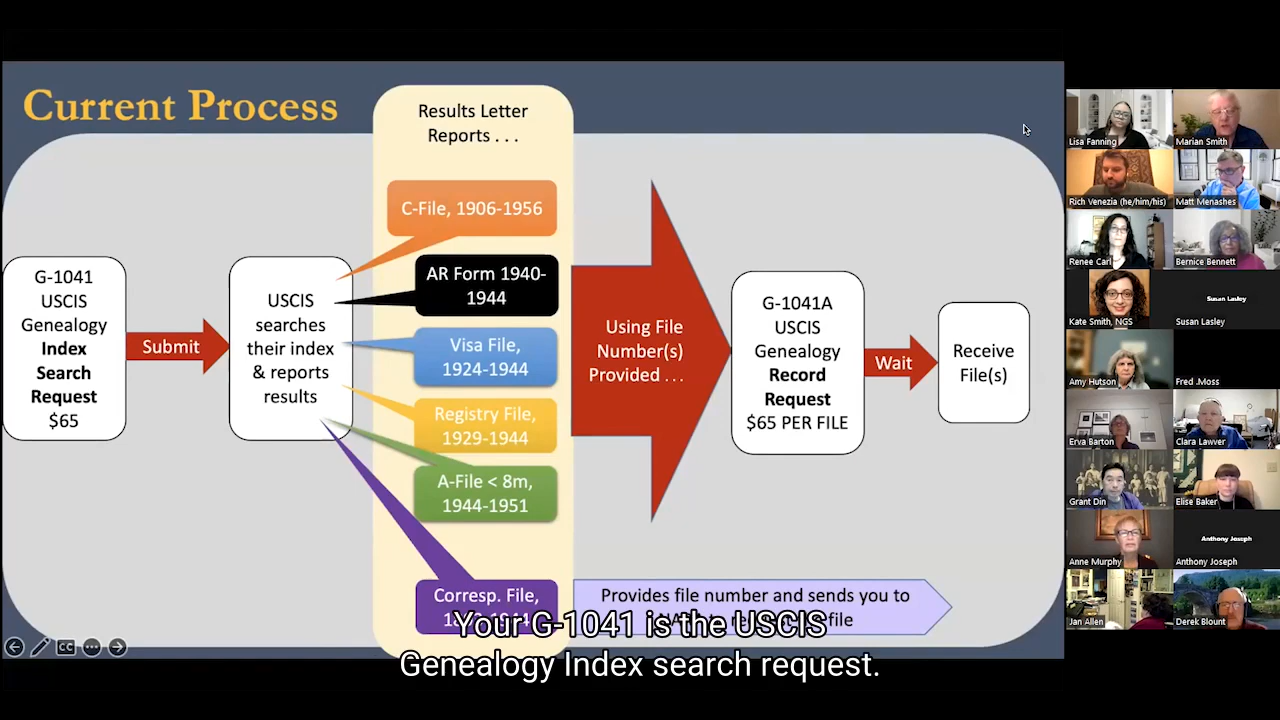 Current Process
Results Letter
Reports . . .
C-File, 1906-1956
AR Form 1940-
1944
Visa File,
1924-1944
Registry File,
1929-1944
A-File < 8m,
1944-1951
Corresp. File,
G-1041
USCIS
Genealogy
Index
Search
Request
$65
Submit
USCIS
searches
their index
& reports
results
Using File
Number(s)
Provided . . .
G-1041A
USCIS
Genealogy
Record
Request
$65 PER FILE
Wait
Receive
File(s)
Provides file number and sends you to
file
Your G-1041 is the USCIS
Genealogy Index search request.
CC
Lisa Fanning
Marian Smith
Rich Venezia (he/him/his)
Matt Menashes
Renee Carl
Bernice Bennett
Kate Smith, NGS
Susan Lasley
Susan Lasley
Amy Hutson
Fred .Moss
Erva Barton
Clara Lawver
Grant Din
Elise Baker
Anne Murphy
Anthony Joseph
Anthony Joseph
Jan Allen
Derek Blount